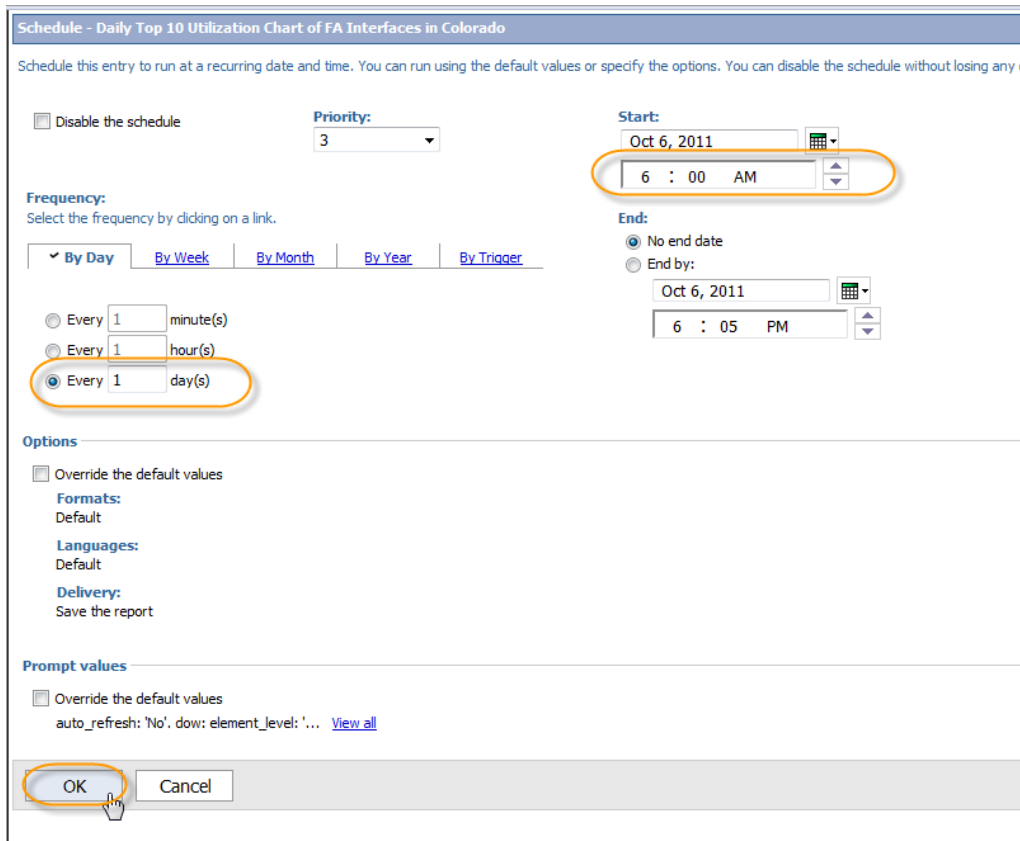 Schedule - Daily Top 10 Utilization Chart of FA Interfaces in Colorado
Schedule this entry to run at a recurring date and time. You can run using the default values or specify the options. You can disable the schedule without losing any
Disable the schedule
Priority:
3
Start:
Oct 6, 2011
6 : 00 AM
Frequency:
Select the frequency by clicking on a link.
By Day By Week By Month By Year By Trigger
Every 1 minute(s)
Every 1 hour(s)
Every 1 day(s)
End:
No end date
End by:
Oct 6, 2011
6 : 05 PM
Options
Override the default values
Formats:
Default
Languages:
Default
Delivery:
Save the report
Prompt values
Override the default values
auto_refresh: 'No'. dow: element_level: '... View all
OK Cancel